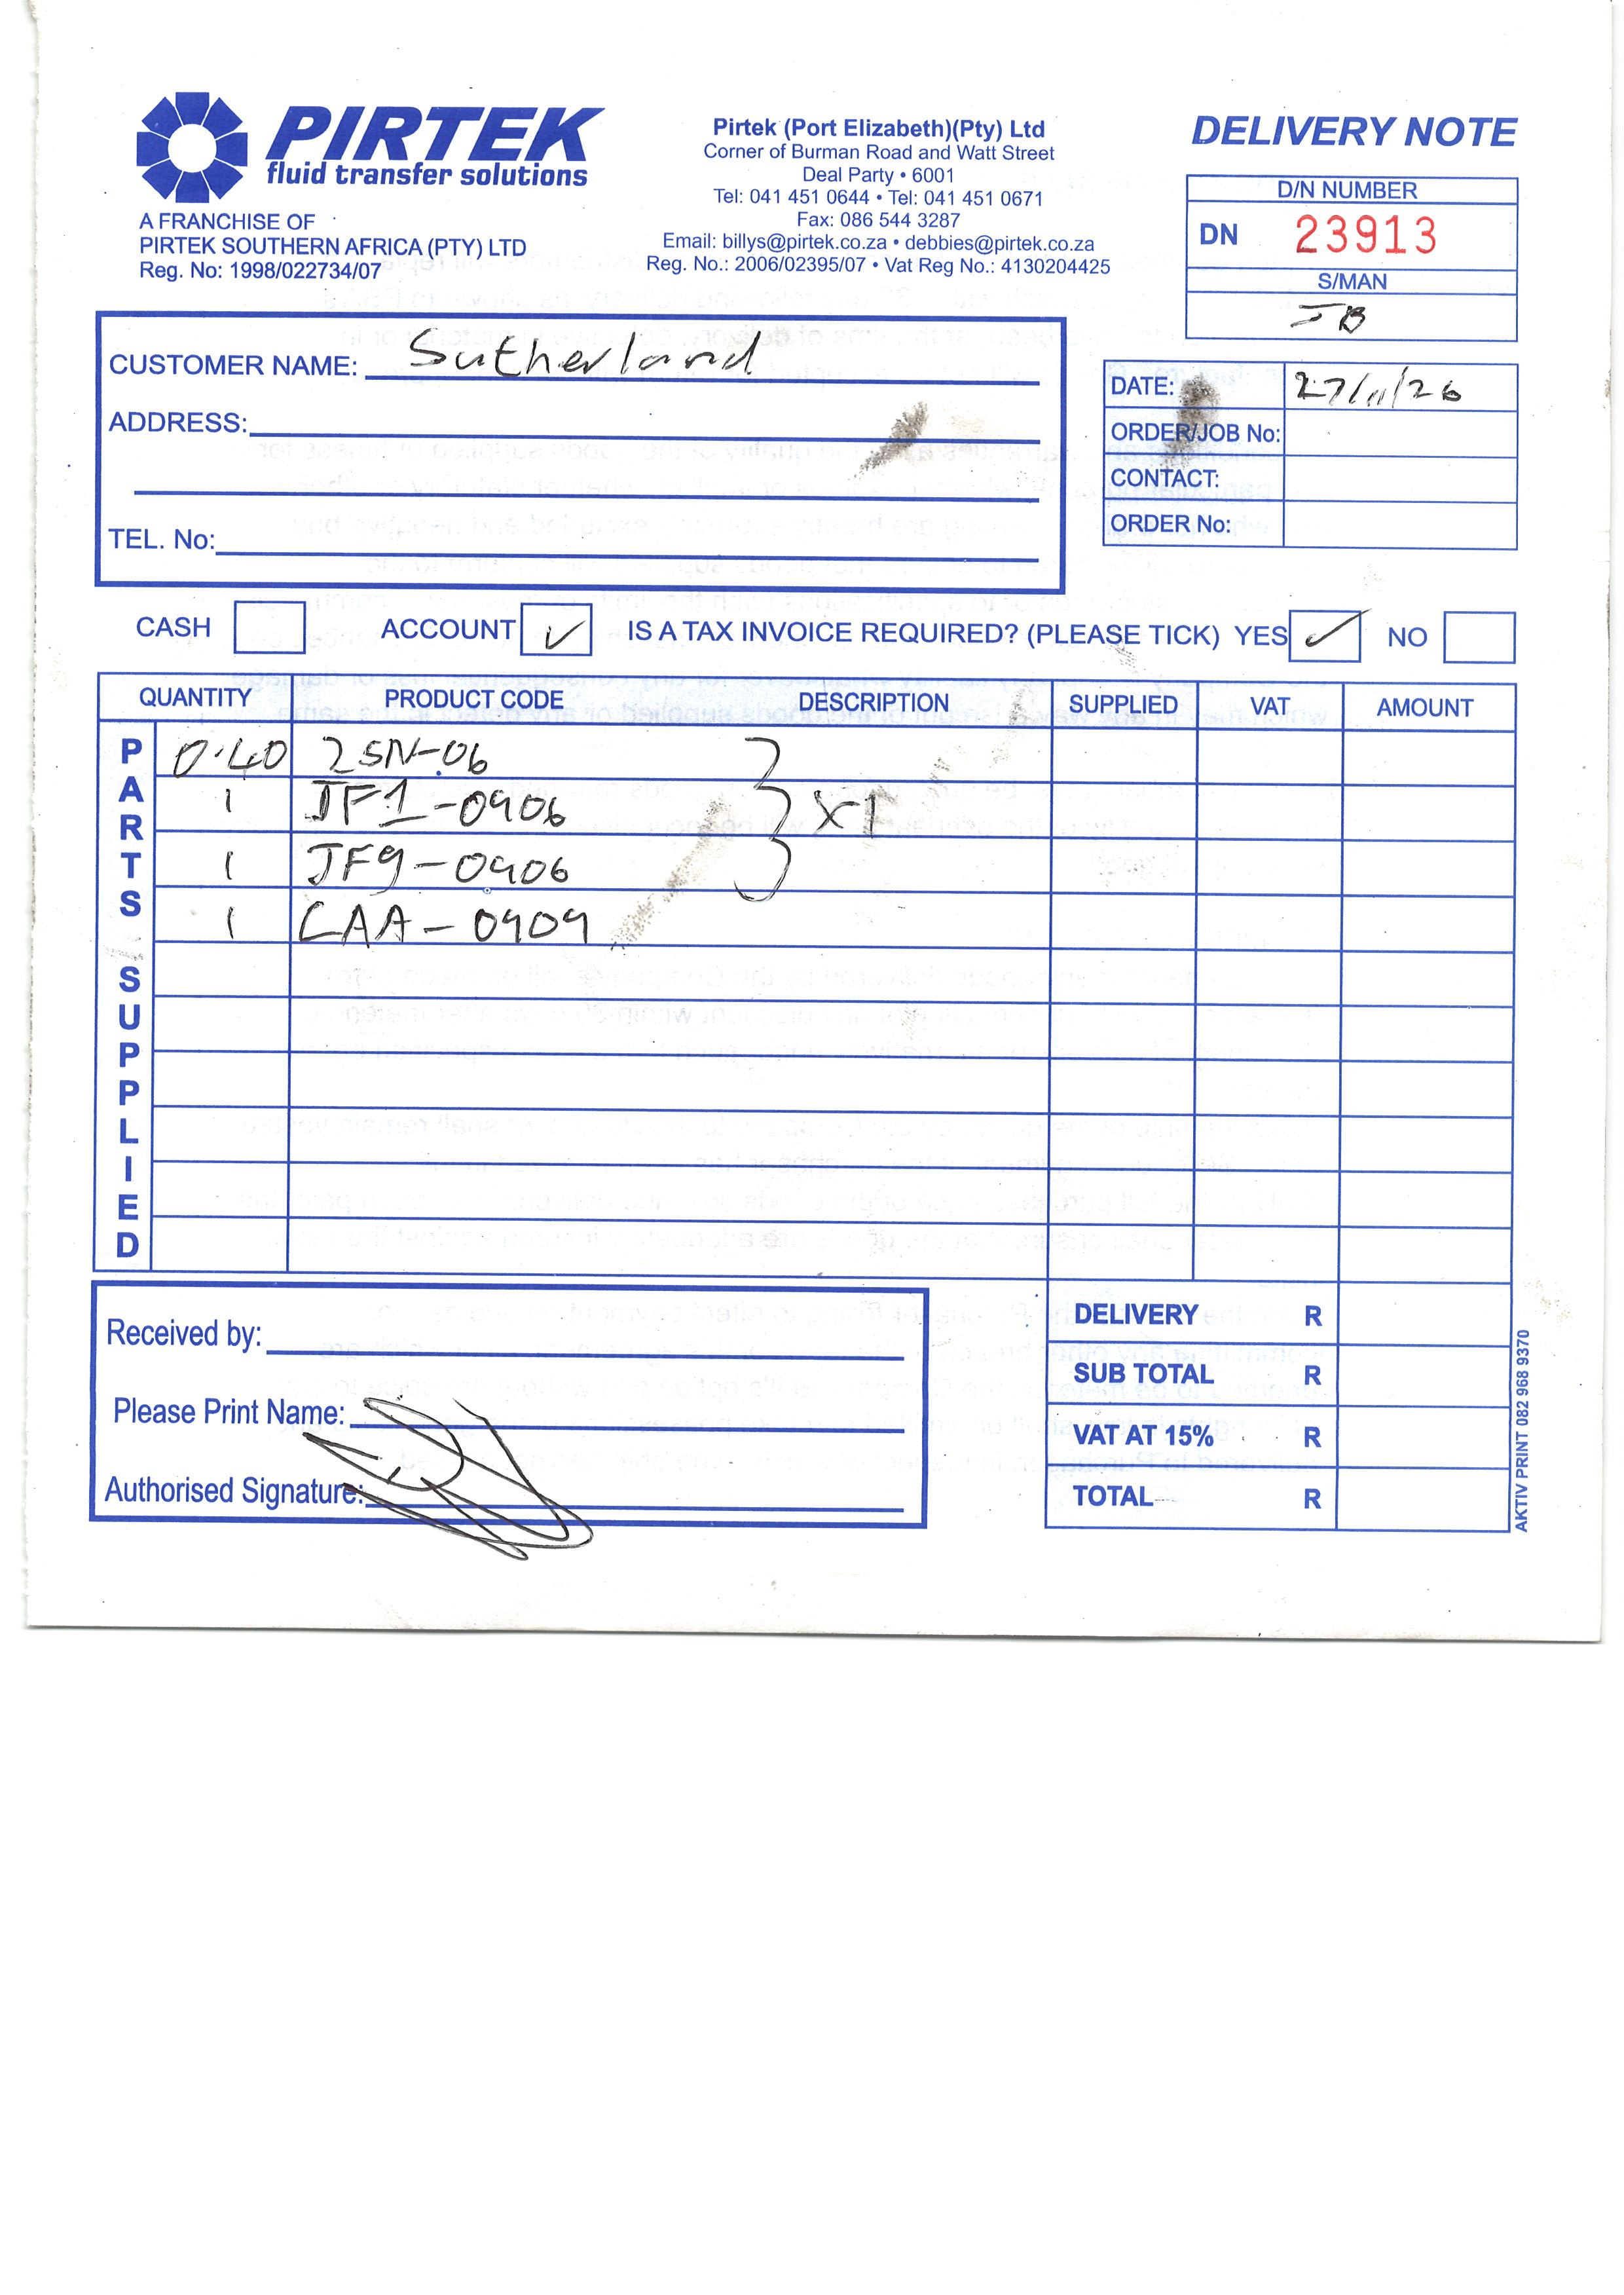 PIRTEK
fluid transfer solutions
A FRANCHISE OF
PIRTEK SOUTHERN AFRICA (PTY) LTD
Reg. No: 1998/022734/07
Pirtek (Port Elizabeth)(Pty) Ltd
Corner of Burman Road and Watt Street
Deal Party • 6001
Tel: 041 451 0644 • Tel: 041 451 0671
Fax: 086 544 3287
Email: billys@pirtek.co.za • debbies@pirtek.co.za
Reg. No.: 2006/02395/07 • Vat Reg No.: 4130204425
DELIVERY NOTE
D/N NUMBER
DN 23913
S/MAN
JB
CUSTOMER NAME: Sutherland
ADDRESS:
TEL. No:
DATE: 27/11/26
ORDER/JOB No:
CONTACT:
ORDER No:
CASH ACCOUNT ✓ IS A TAX INVOICE REQUIRED? (PLEASE TICK) YES ✓ NO
QUANTITY PRODUCT CODE DESCRIPTION SUPPLIED VAT AMOUNT
PARTS SUPPLIED
0.40 2SN-06
1 JF1-0906 } X1
1 JF9-0906
1 CAA-0909
Received by:
Please Print Name:
Authorised Signature:
DELIVERY R
SUB TOTAL R
VAT AT 15% R
TOTAL R
AKTIV PRINT 082 968 9370